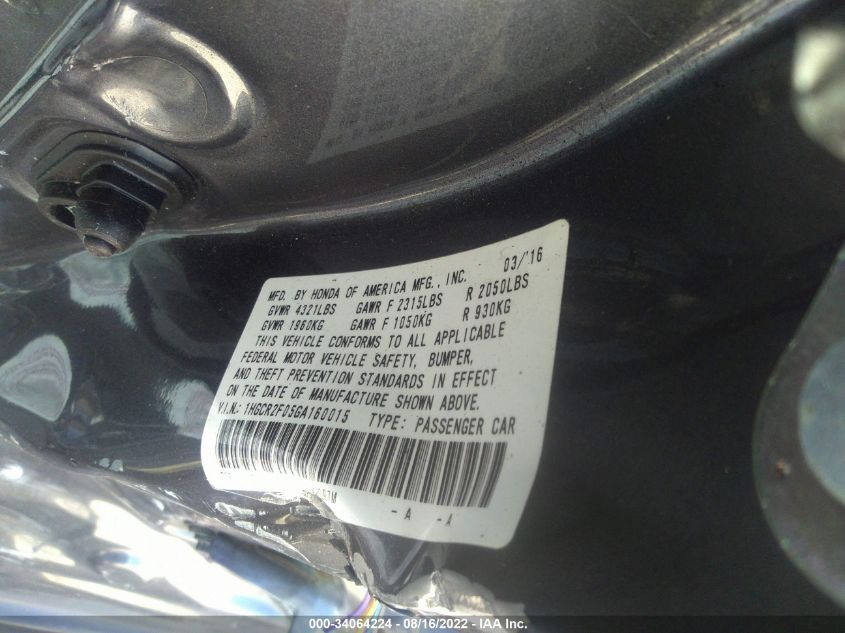 MFD. BY HONDA OF AMERICA MFG., INC. 03/'16
GVWR 4321LBS GAWR F 2315LBS R 2050LBS
GVWR 1960KG GAWR F 1050KG R 930KG
THIS VEHICLE CONFORMS TO ALL APPLICABLE
FEDERAL MOTOR VEHICLE SAFETY, BUMPER,
AND THEFT PREVENTION STANDARDS IN EFFECT
ON THE DATE OF MANUFACTURE SHOWN ABOVE.
V.I.N.: 1HGCR2F05GA160015 TYPE: PASSENGER CAR
-A -A
000-34064224 - 08/16/2022 - IAA Inc.